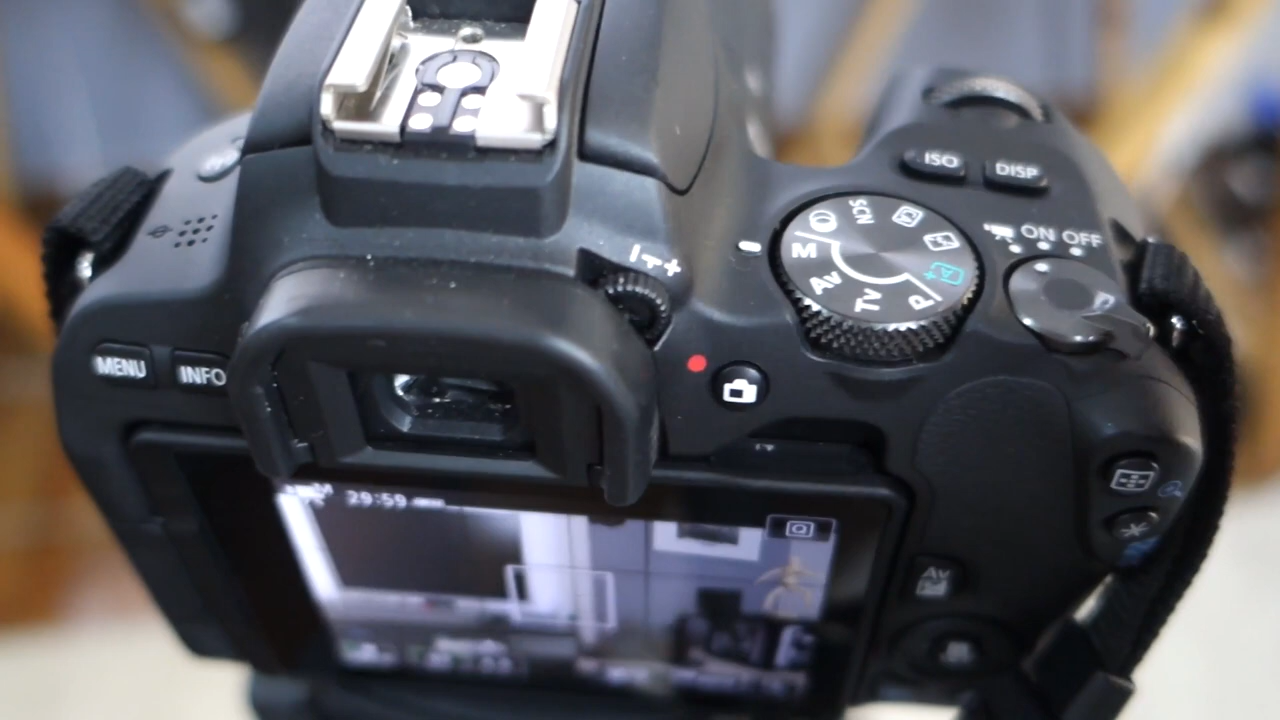 ISO
DISP
SCN
M
Av
Tv
P
A+
ON OFF
MENU
INFO
29:59
Q
Av